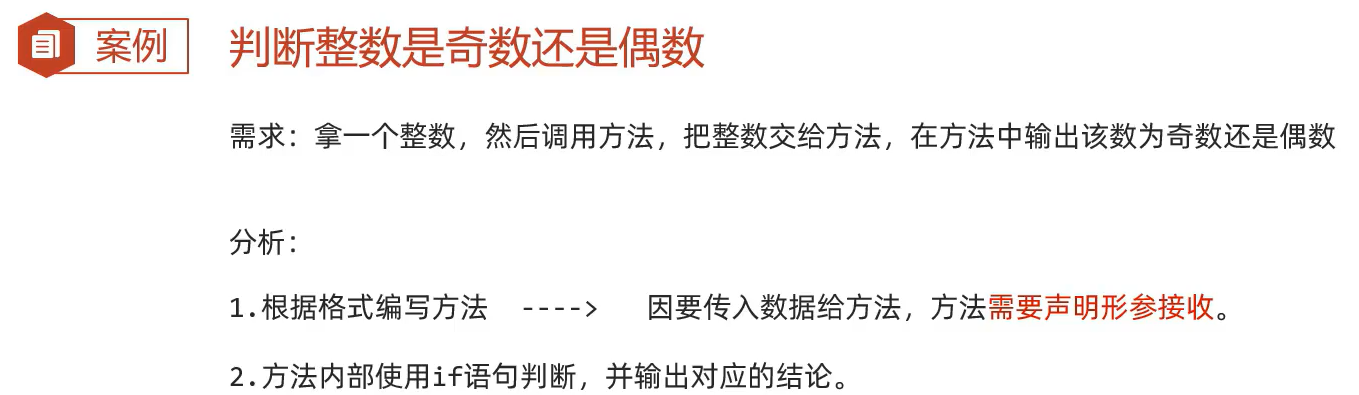 案例 判断整数是奇数还是偶数
需求：拿一个整数，然后调用方法，把整数交给方法，在方法中输出该数为奇数还是偶数
分析：
1.根据格式编写方法 ----> 因要传入数据给方法，方法需要声明形参接收。
2.方法内部使用if语句判断，并输出对应的结论。